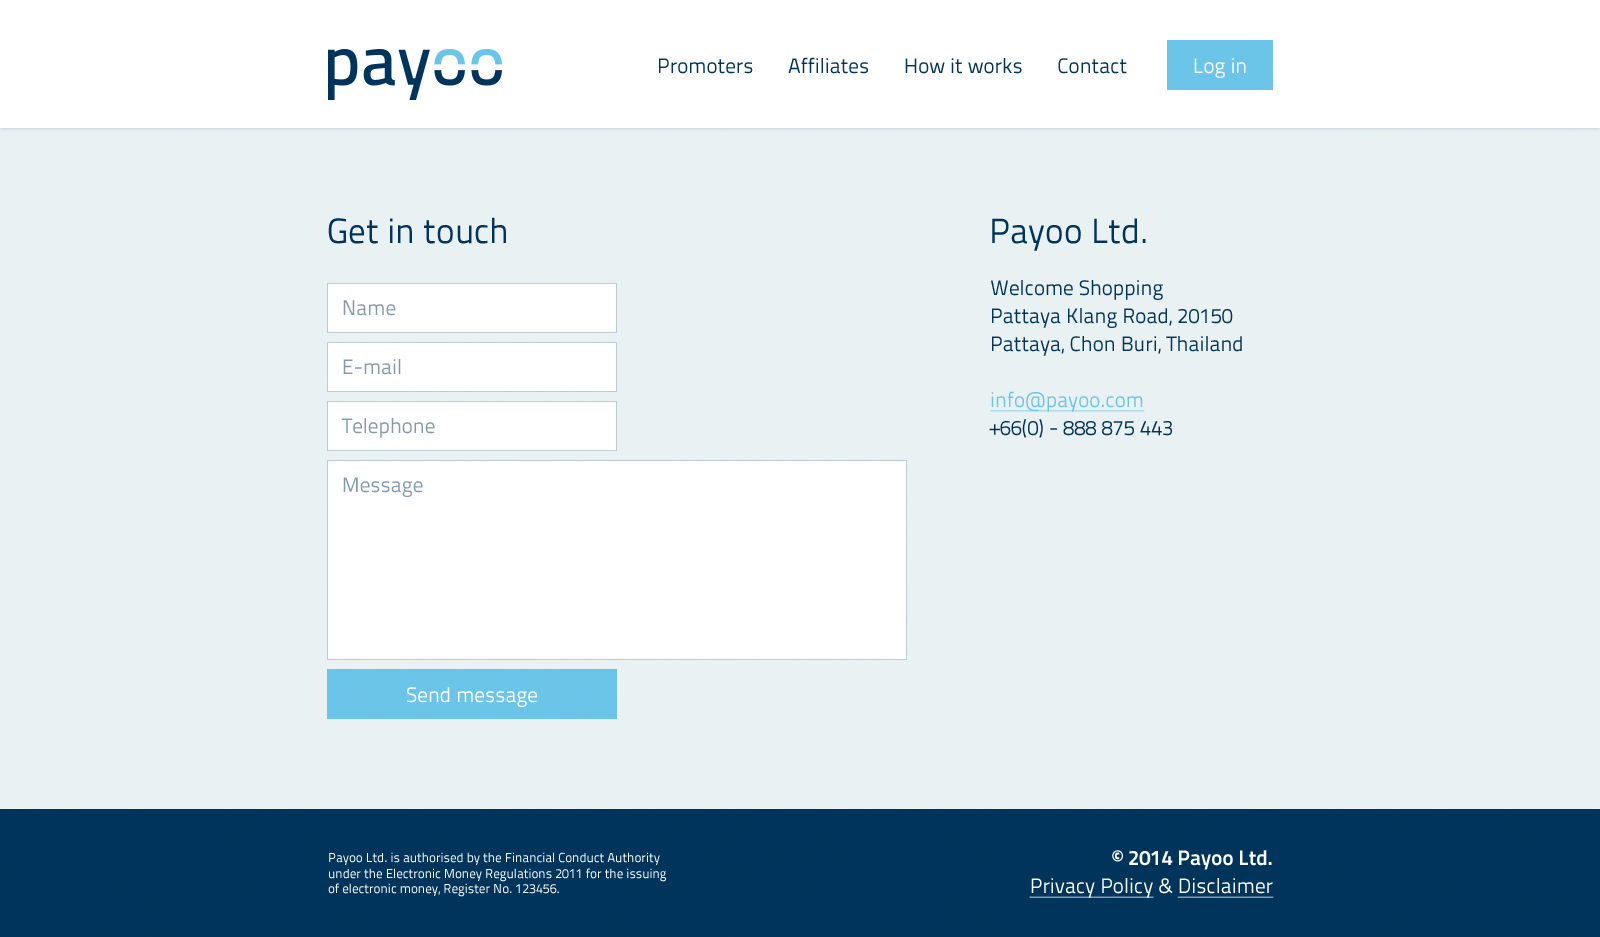 payoo
Promoters Affiliates How it works Contact Log in
Get in touch
Name
E-mail
Telephone
Message
Send message
Payoo Ltd.
Welcome Shopping
Pattaya Klang Road, 20150
Pattaya, Chon Buri, Thailand
info@payoo.com
+66(0) - 888 875 443
Payoo Ltd. is authorised by the Financial Conduct Authority
under the Electronic Money Regulations 2011 for the issuing
of electronic money, Register No. 123456.
© 2014 Payoo Ltd.
Privacy Policy & Disclaimer